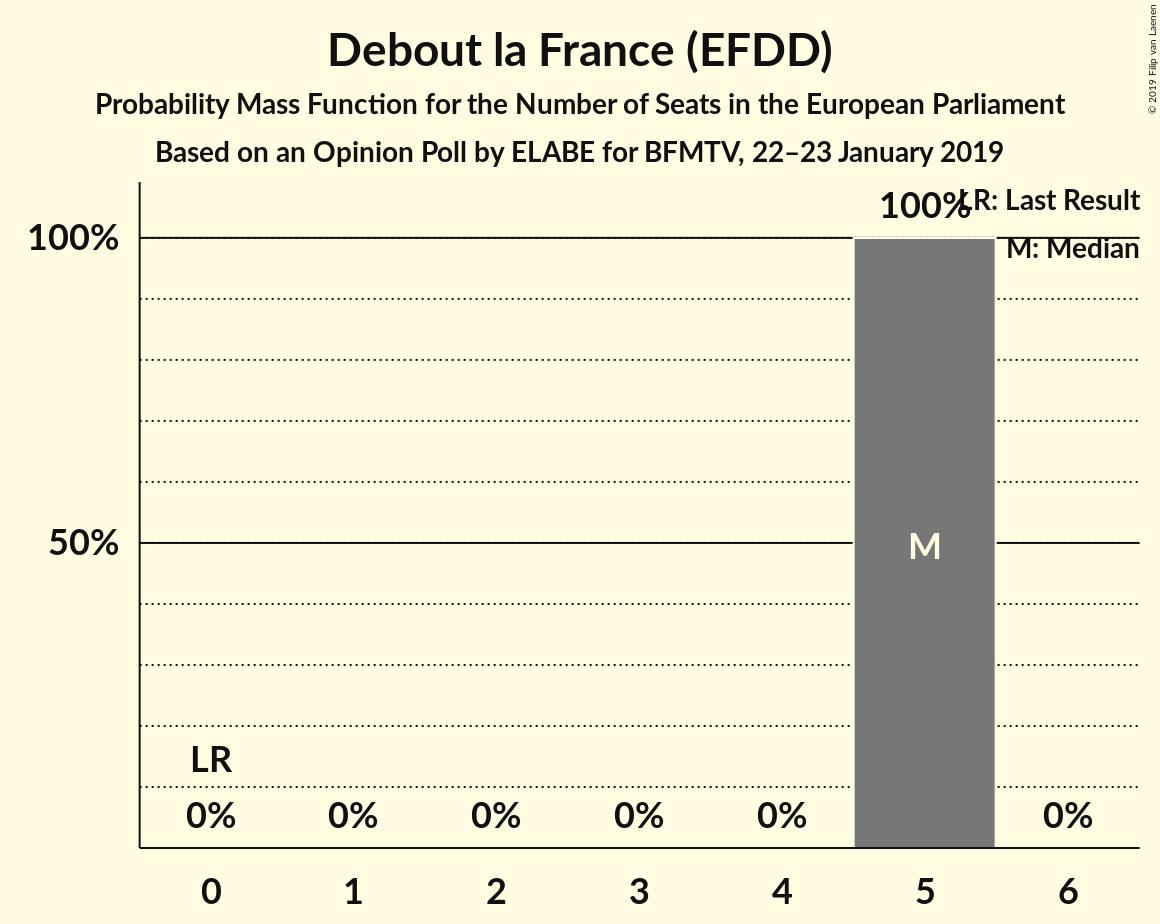 Debout la France (EFDD)
Probability Mass Function for the Number of Seats in the European Parliament
Based on an Opinion Poll by ELABE for BFMTV, 22–23 January 2019
© 2019 Filip van Laenen
LR: Last Result
M: Median
100%
100%
50%
M
LR
0% 0% 0% 0% 0% 0%
0 1 2 3 4 5 6